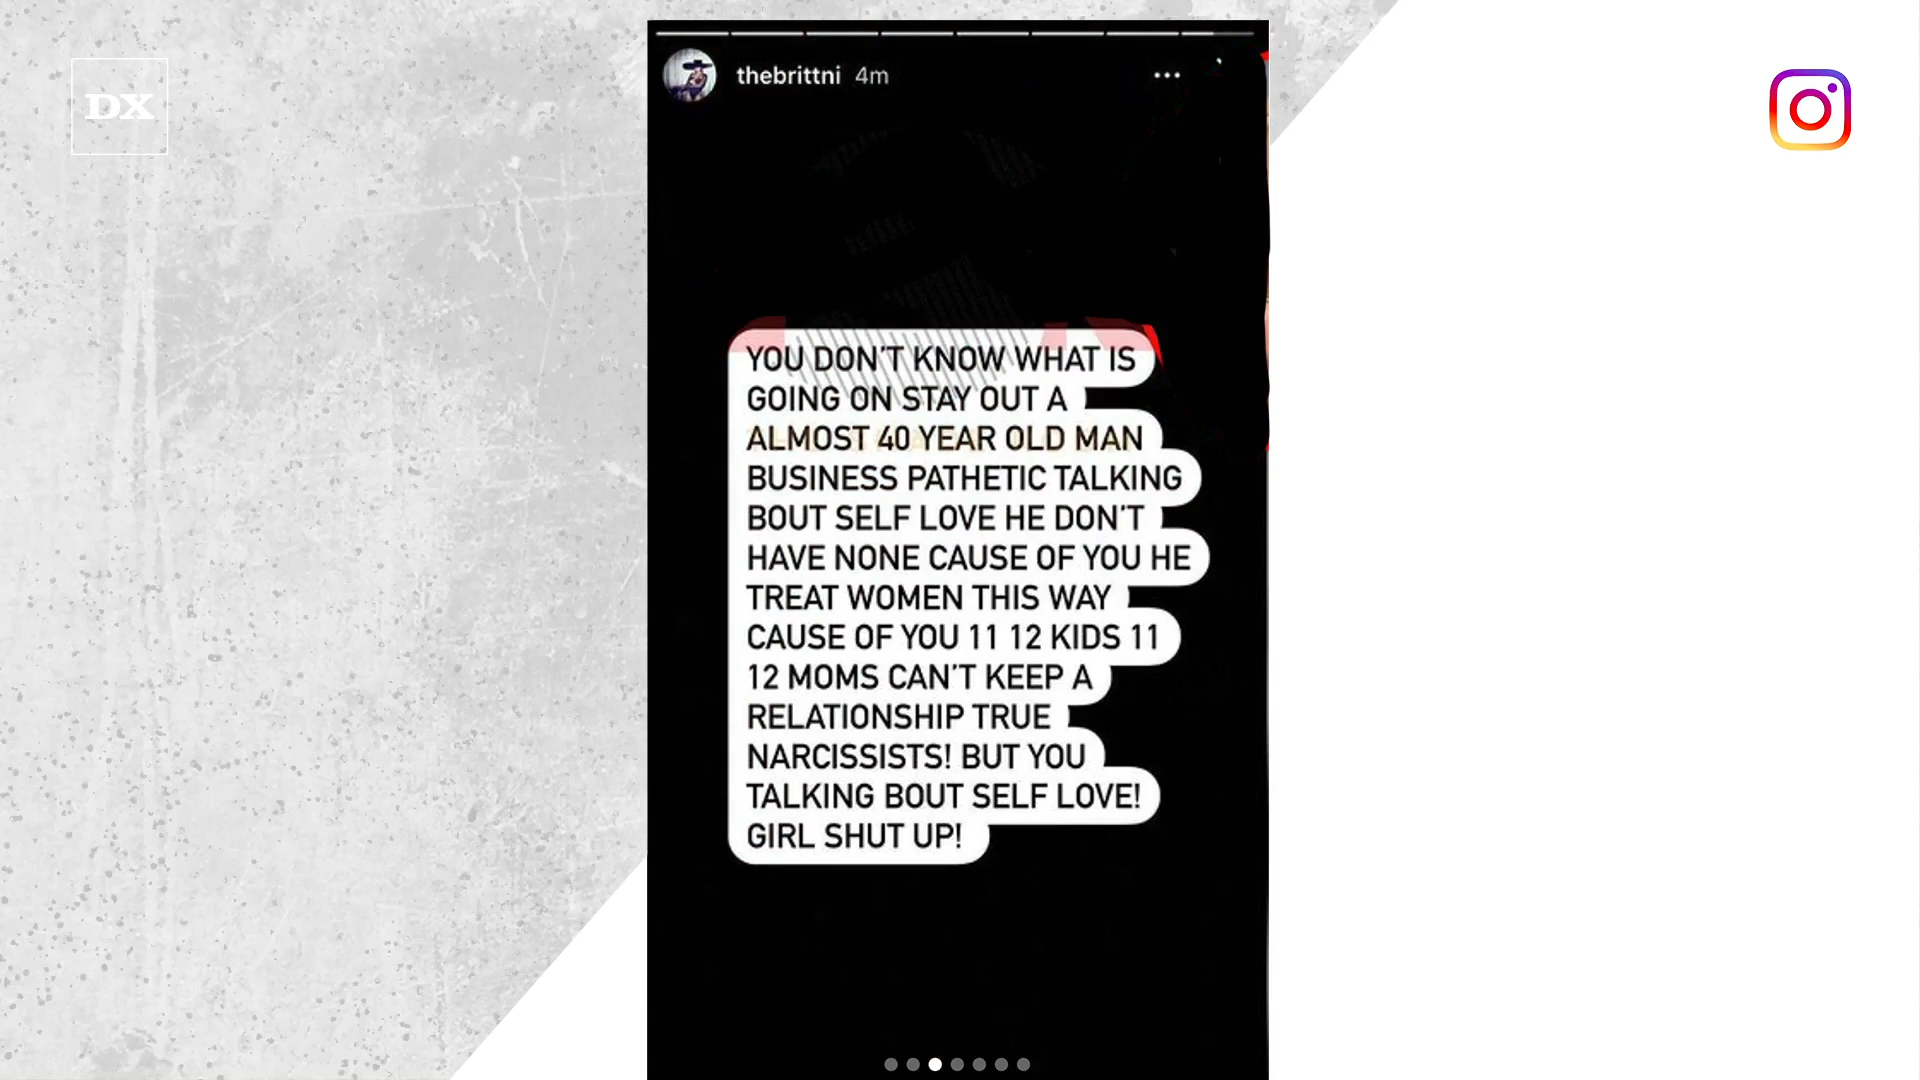 DX
thebrittni 4m
YOU DON'T KNOW WHAT IS
GOING ON STAY OUT A
ALMOST 40 YEAR OLD MAN
BUSINESS PATHETIC TALKING
BOUT SELF LOVE HE DON'T
HAVE NONE CAUSE OF YOU HE
TREAT WOMEN THIS WAY
CAUSE OF YOU 11 12 KIDS 11
12 MOMS CAN'T KEEP A
RELATIONSHIP TRUE
NARCISSISTS! BUT YOU
TALKING BOUT SELF LOVE!
GIRL SHUT UP!